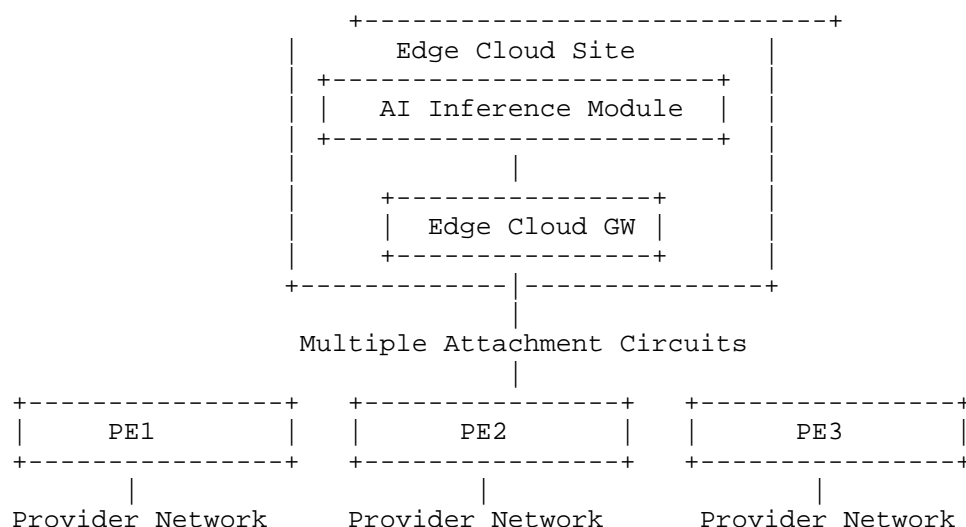 Edge Cloud Site
AI Inference Module
Edge Cloud GW
Multiple Attachment Circuits
PE1 PE2 PE3
Provider Network Provider Network Provider Network